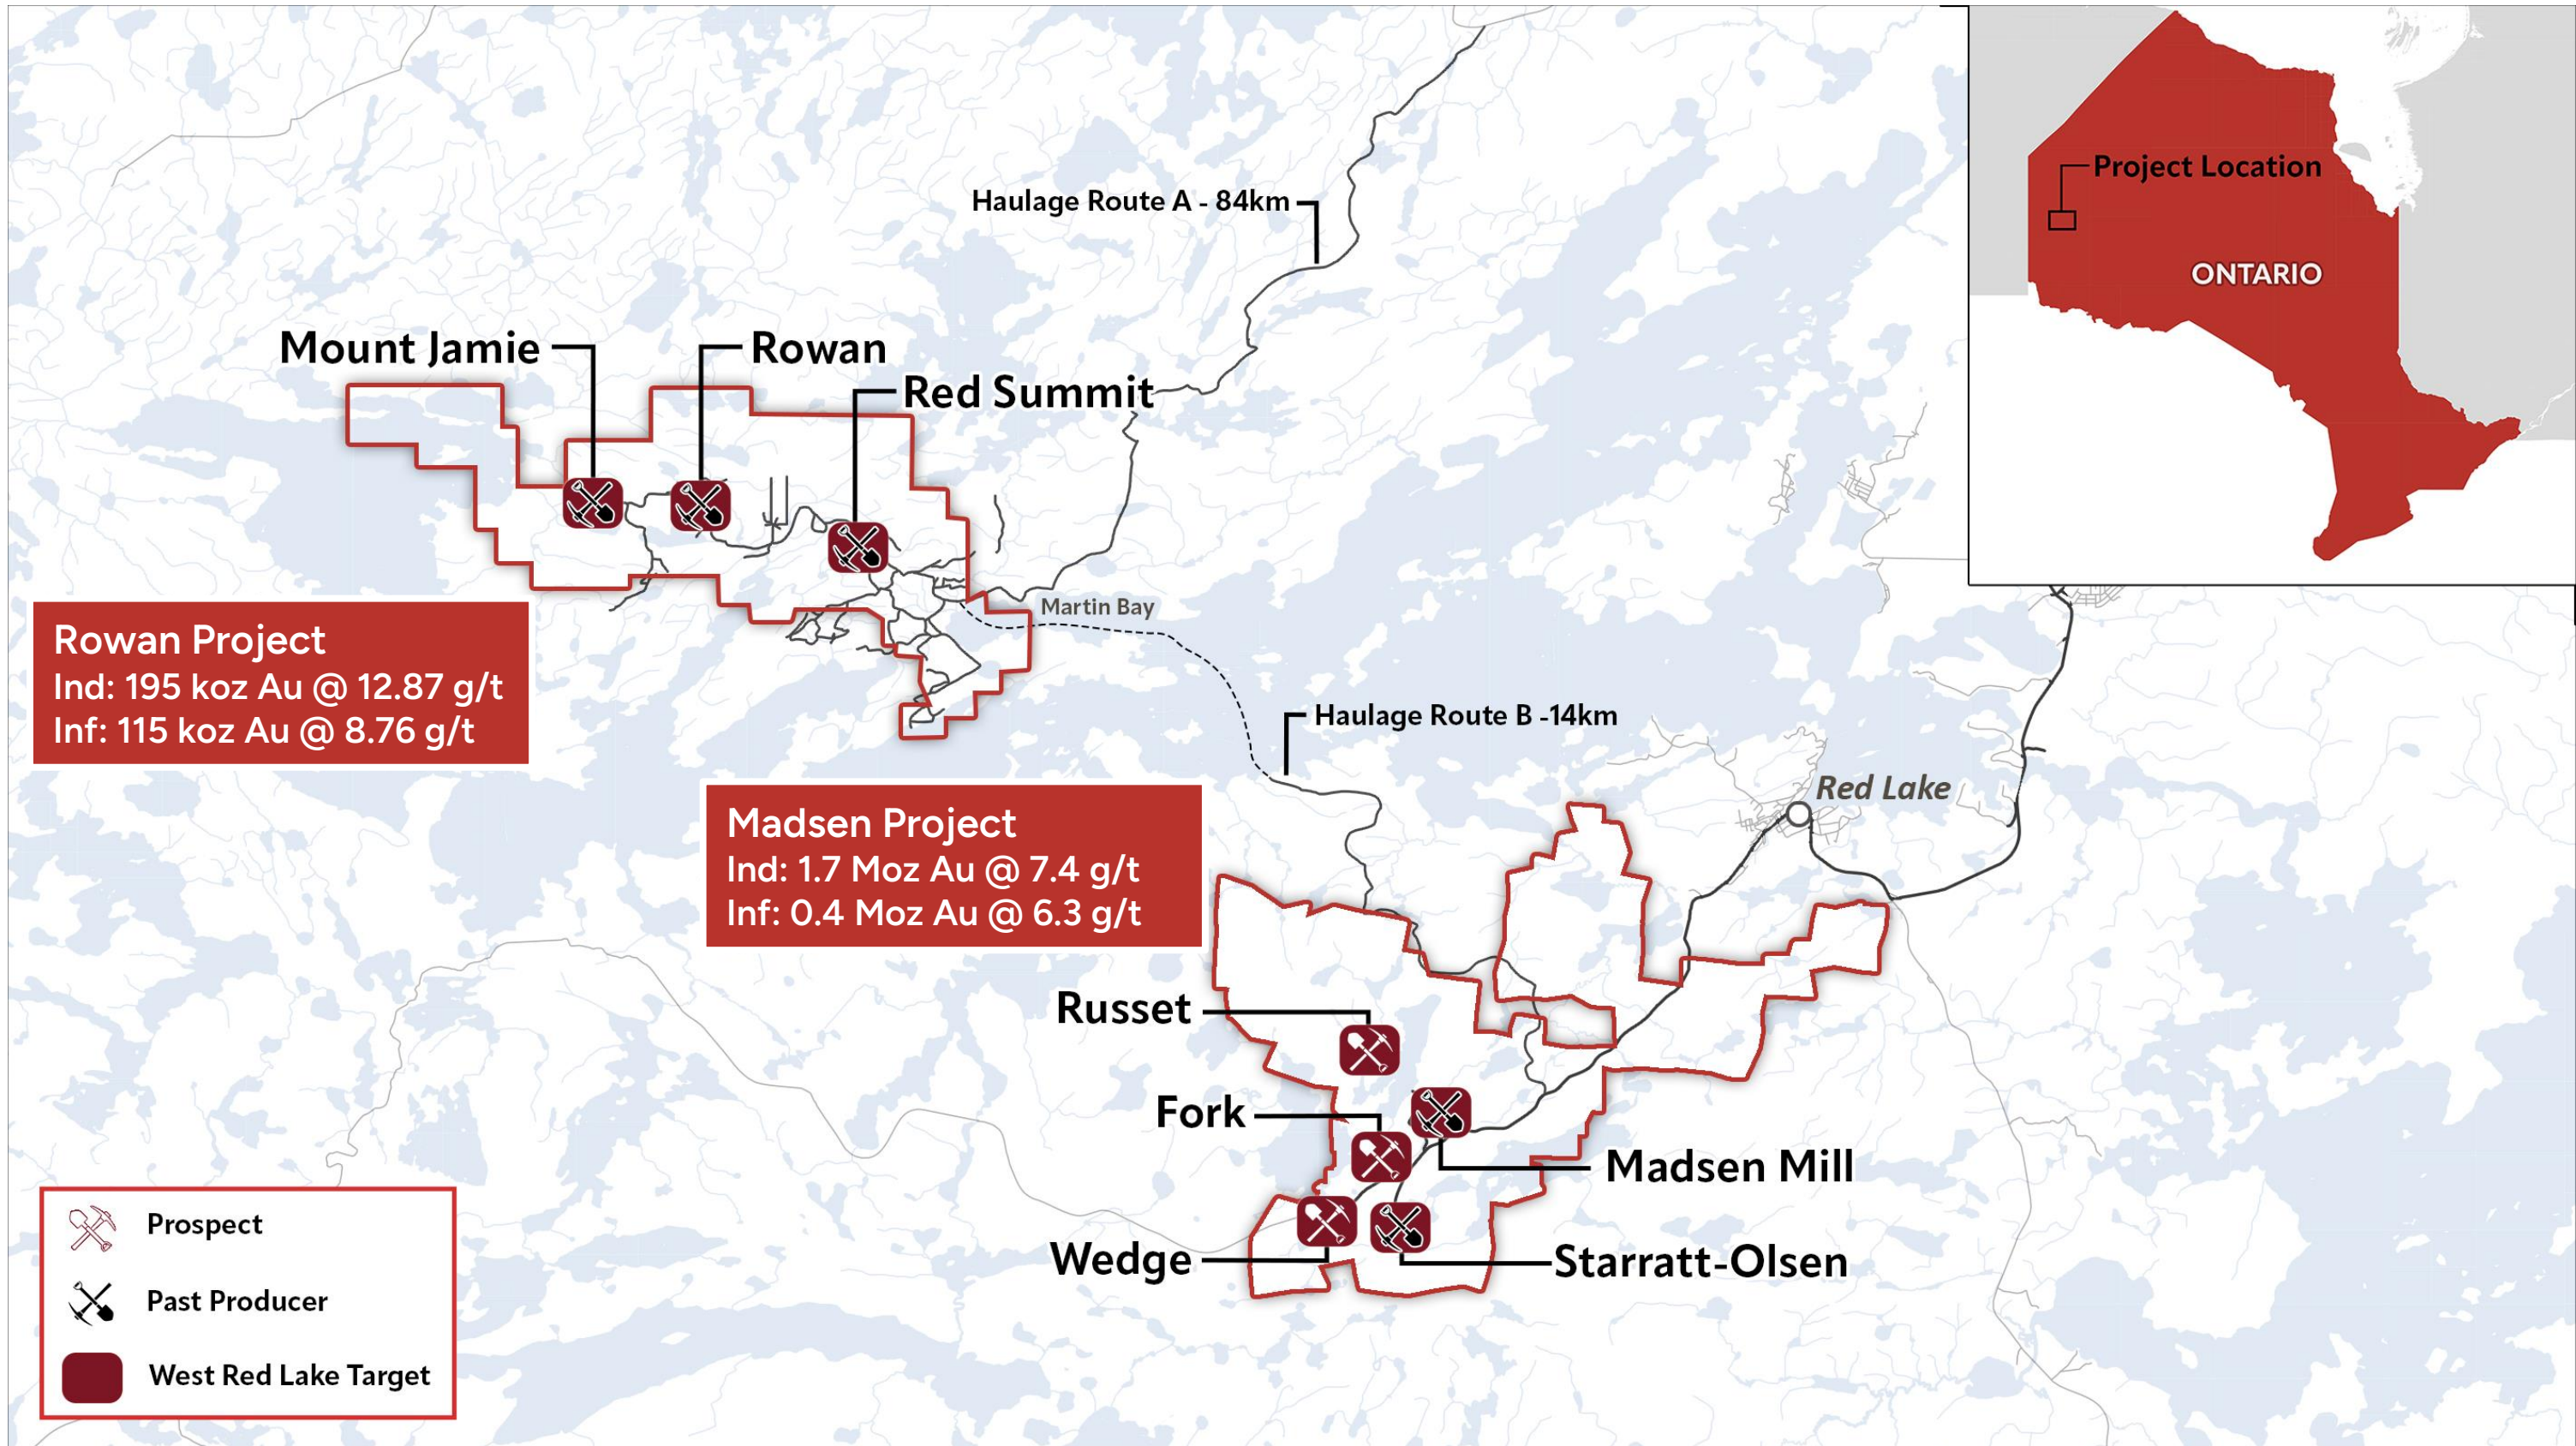 Project Location
ONTARIO
Haulage Route A - 84km
Mount Jamie
Rowan
Red Summit
Martin Bay
Rowan Project
Ind: 195 koz Au @ 12.87 g/t
Inf: 115 koz Au @ 8.76 g/t
Haulage Route B -14km
Red Lake
Madsen Project
Ind: 1.7 Moz Au @ 7.4 g/t
Inf: 0.4 Moz Au @ 6.3 g/t
Russet
Fork
Madsen Mill
Wedge
Starratt-Olsen
Prospect
Past Producer
West Red Lake Target